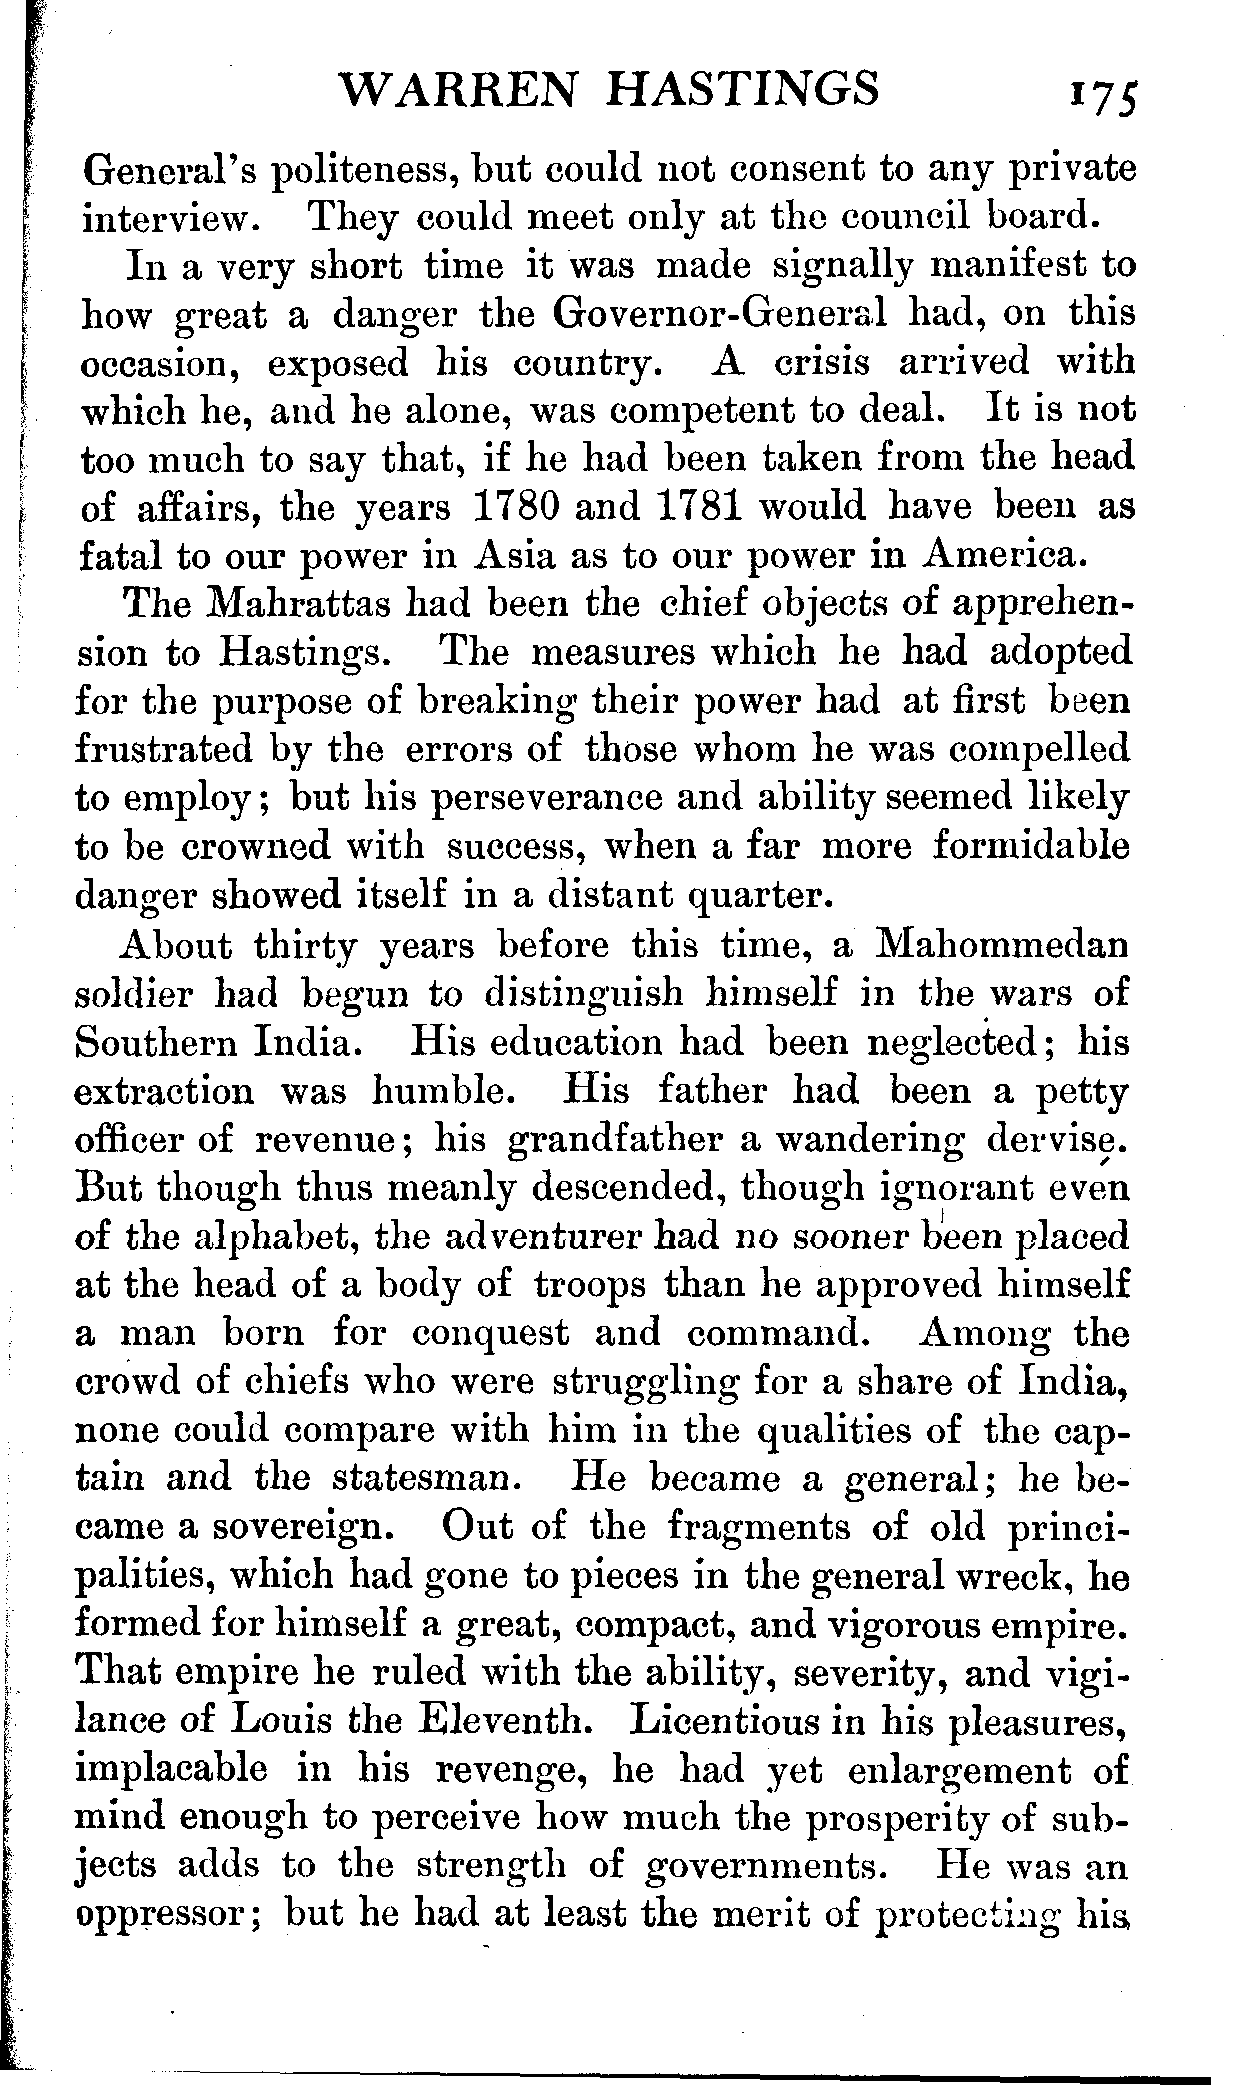 WARREN HASTINGS 175
General's politeness, but could not consent to any private
interview. They could meet only at the council board.
In a very short time it was made signally manifest to
how great a danger the Governor-General had, on this
occasion, exposed his country. A crisis arrived with
which he, and he alone, was competent to deal. It is not
too much to say that, if he had been taken from the head
of affairs, the years 1780 and 1781 would have been as
fatal to our power in Asia as to our power in America.
The Mahrattas had been the chief objects of apprehen-
sion to Hastings. The measures which he had adopted
for the purpose of breaking their power had at first been
frustrated by the errors of those whom he was compelled
to employ; but his perseverance and ability seemed likely
to be crowned with success, when a far more formidable
danger showed itself in a distant quarter.
About thirty years before this time, a Mahommedan
soldier had begun to distinguish himself in the wars of
Southern India. His education had been neglected; his
extraction was humble. His father had been a petty
officer of revenue; his grandfather a wandering dervise.
But though thus meanly descended, though ignorant even
of the alphabet, the adventurer had no sooner been placed
at the head of a body of troops than he approved himself
a man born for conquest and command. Among the
crowd of chiefs who were struggling for a share of India,
none could compare with him in the qualities of the cap-
tain and the statesman. He became a general; he be-
came a sovereign. Out of the fragments of old princi-
palities, which had gone to pieces in the general wreck, he
formed for himself a great, compact, and vigorous empire.
That empire he ruled with the ability, severity, and vigi-
lance of Louis the Eleventh. Licentious in his pleasures,
implacable in his revenge, he had yet enlargement of
mind enough to perceive how much the prosperity of sub-
jects adds to the strength of governments. He was an
oppressor; but he had at least the merit of protecting his